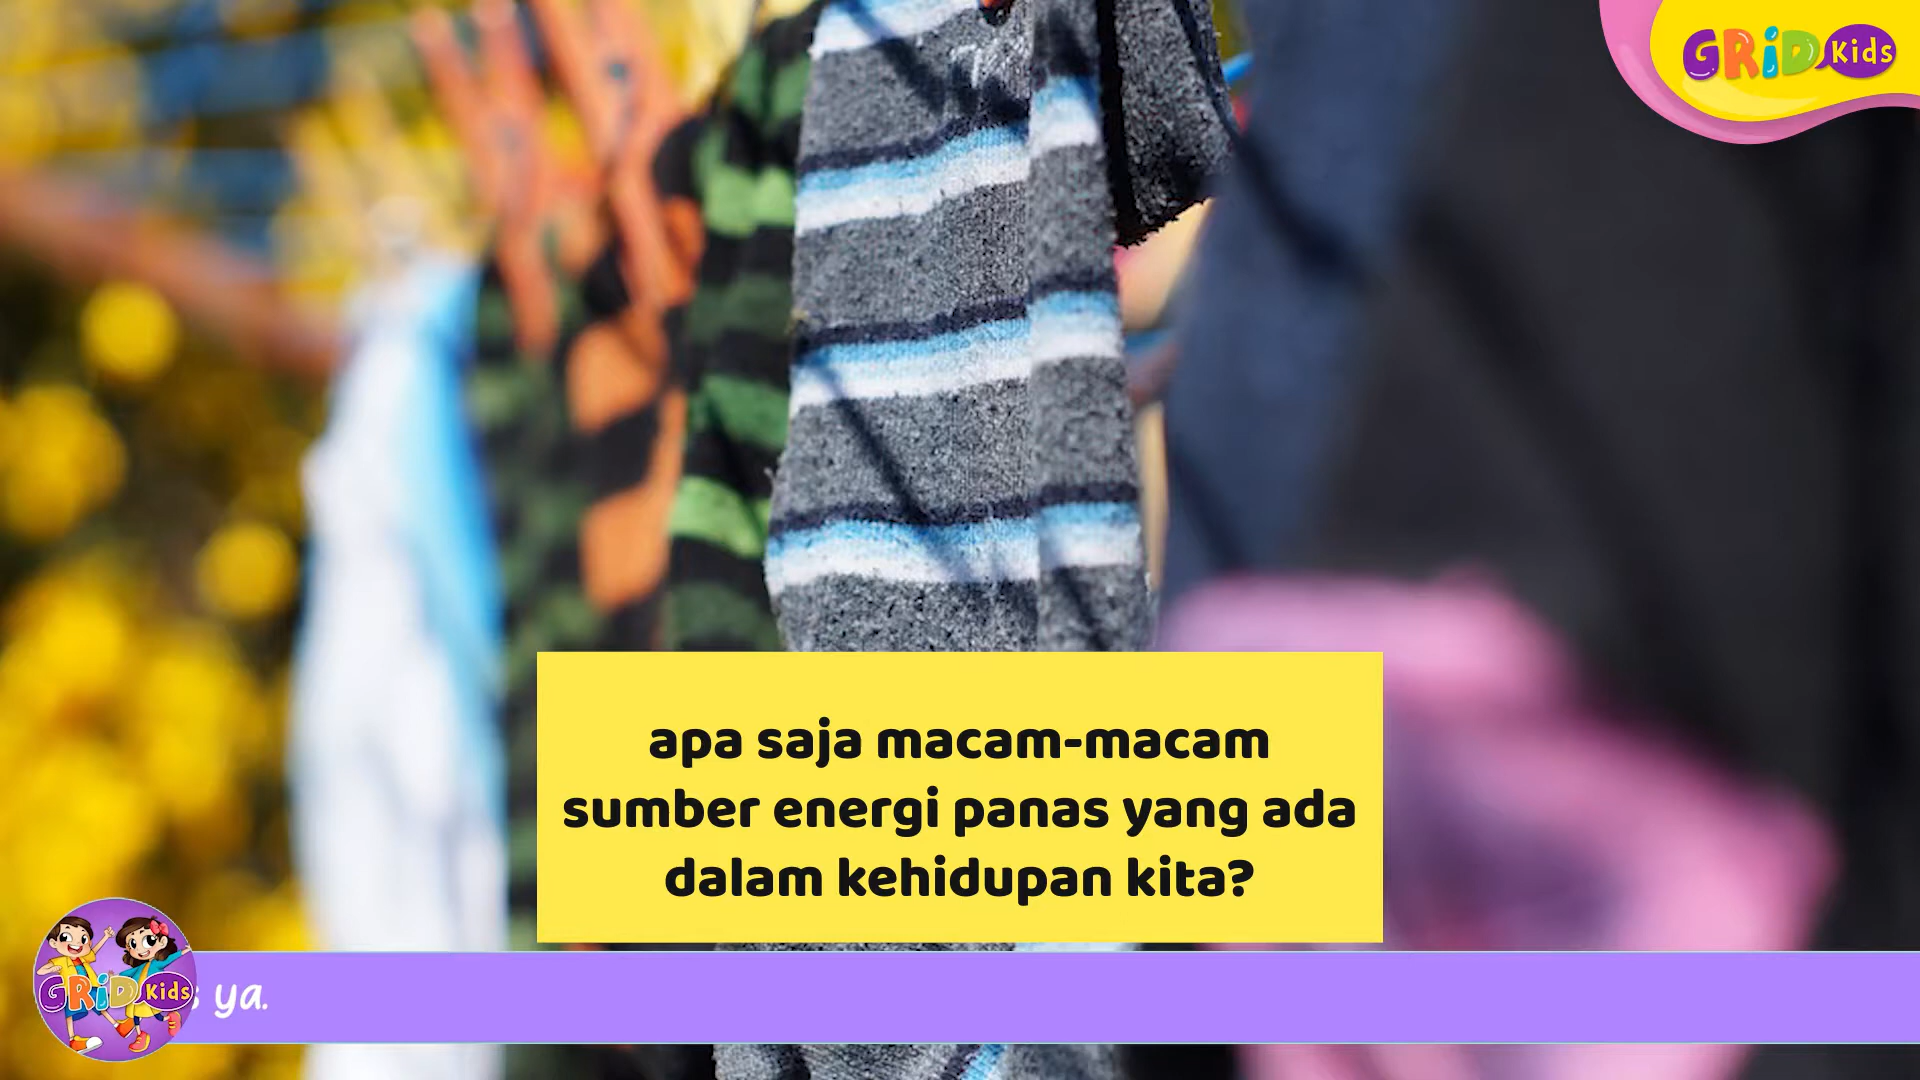 GRiD Kids
apa saja macam-macam
sumber energi panas yang ada
dalam kehidupan kita?
GRiD Kids
ya.